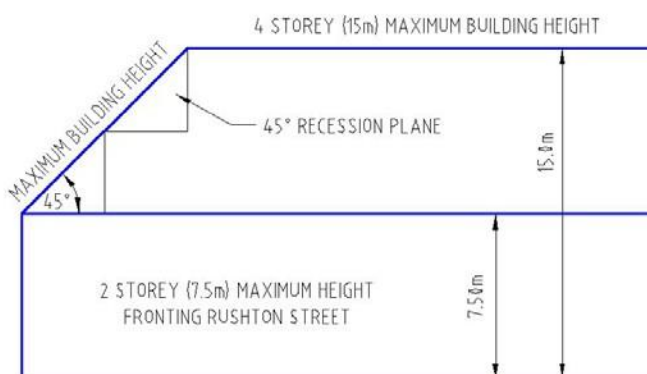 4 STOREY (15m) MAXIMUM BUILDING HEIGHT
MAXIMUM BUILDING HEIGHT
45° RECESSION PLANE
45°
15.0m
7.50m
2 STOREY (7.5m) MAXIMUM HEIGHT
FRONTING RUSHTON STREET